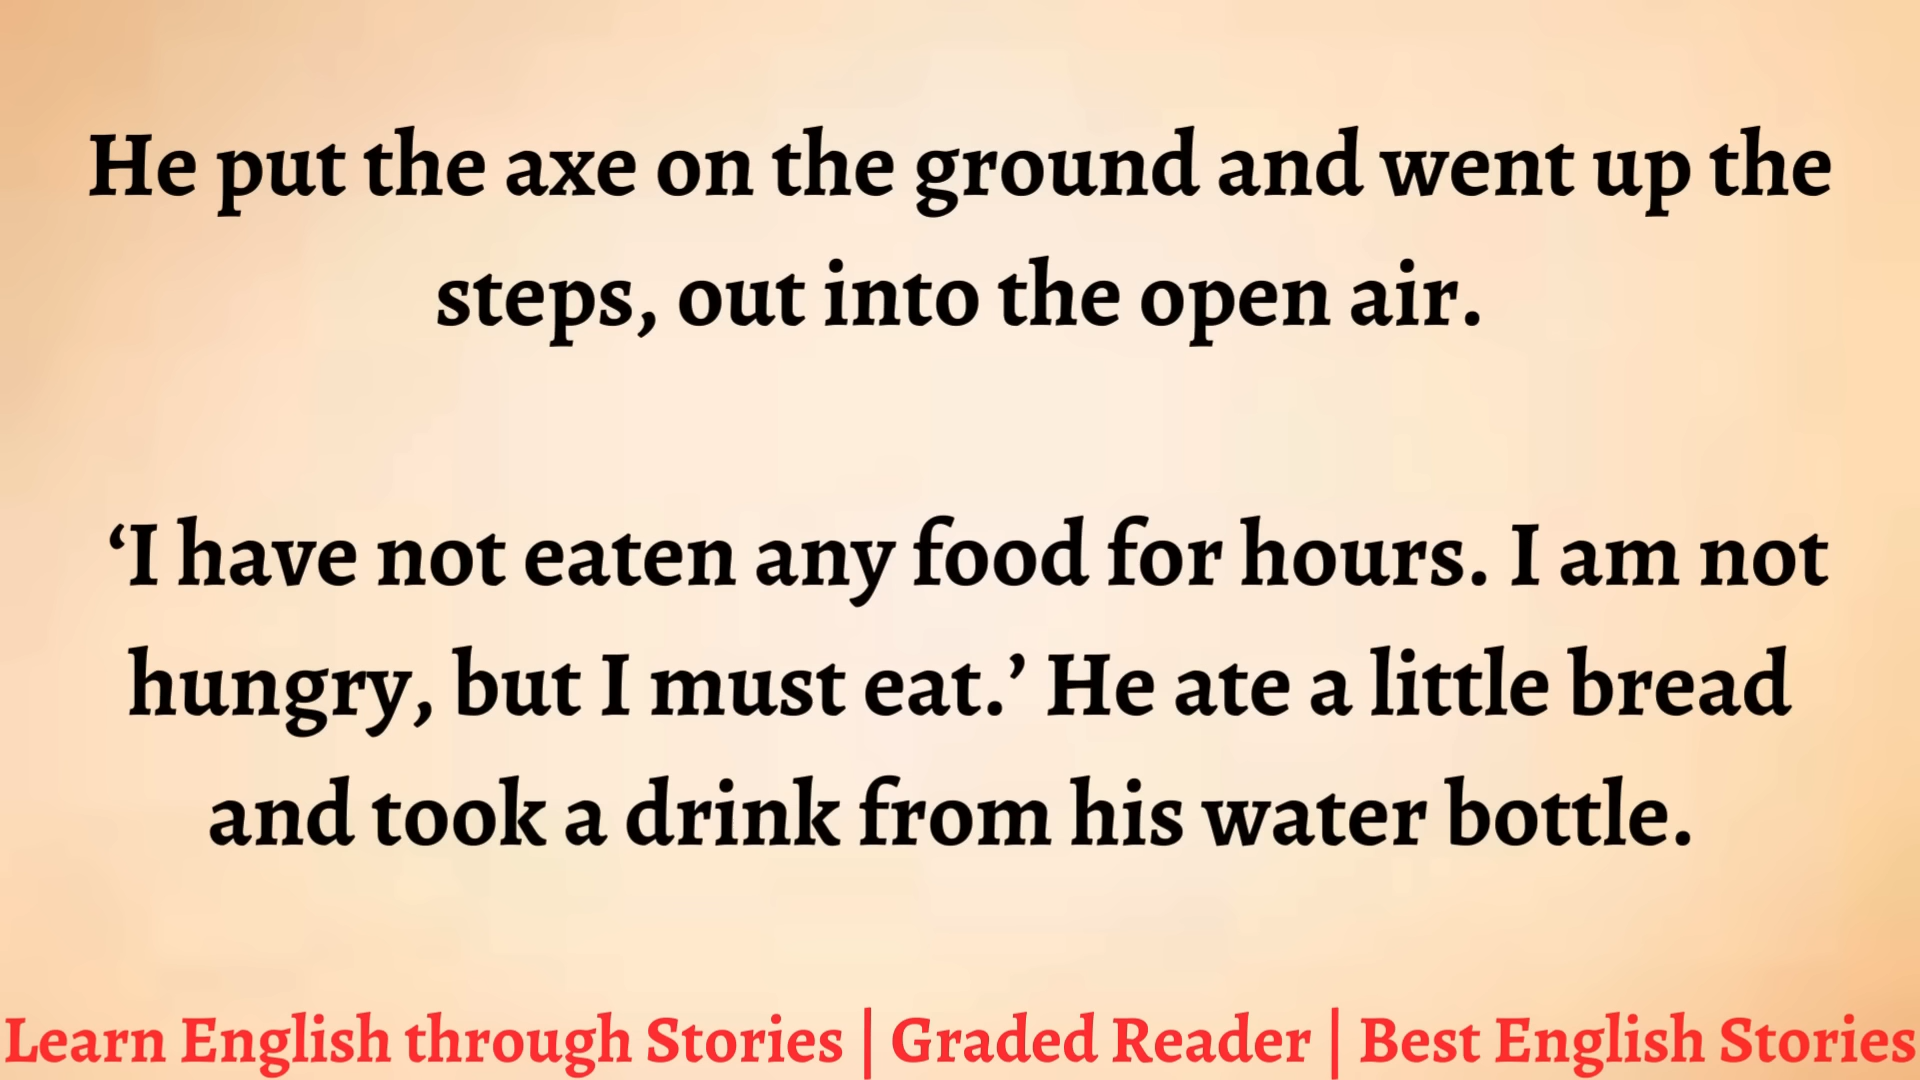 He put the axe on the ground and went up the
steps, out into the open air.
‘I have not eaten any food for hours. I am not
hungry, but I must eat.’ He ate a little bread
and took a drink from his water bottle.
Learn English through Stories | Graded Reader | Best English Stories